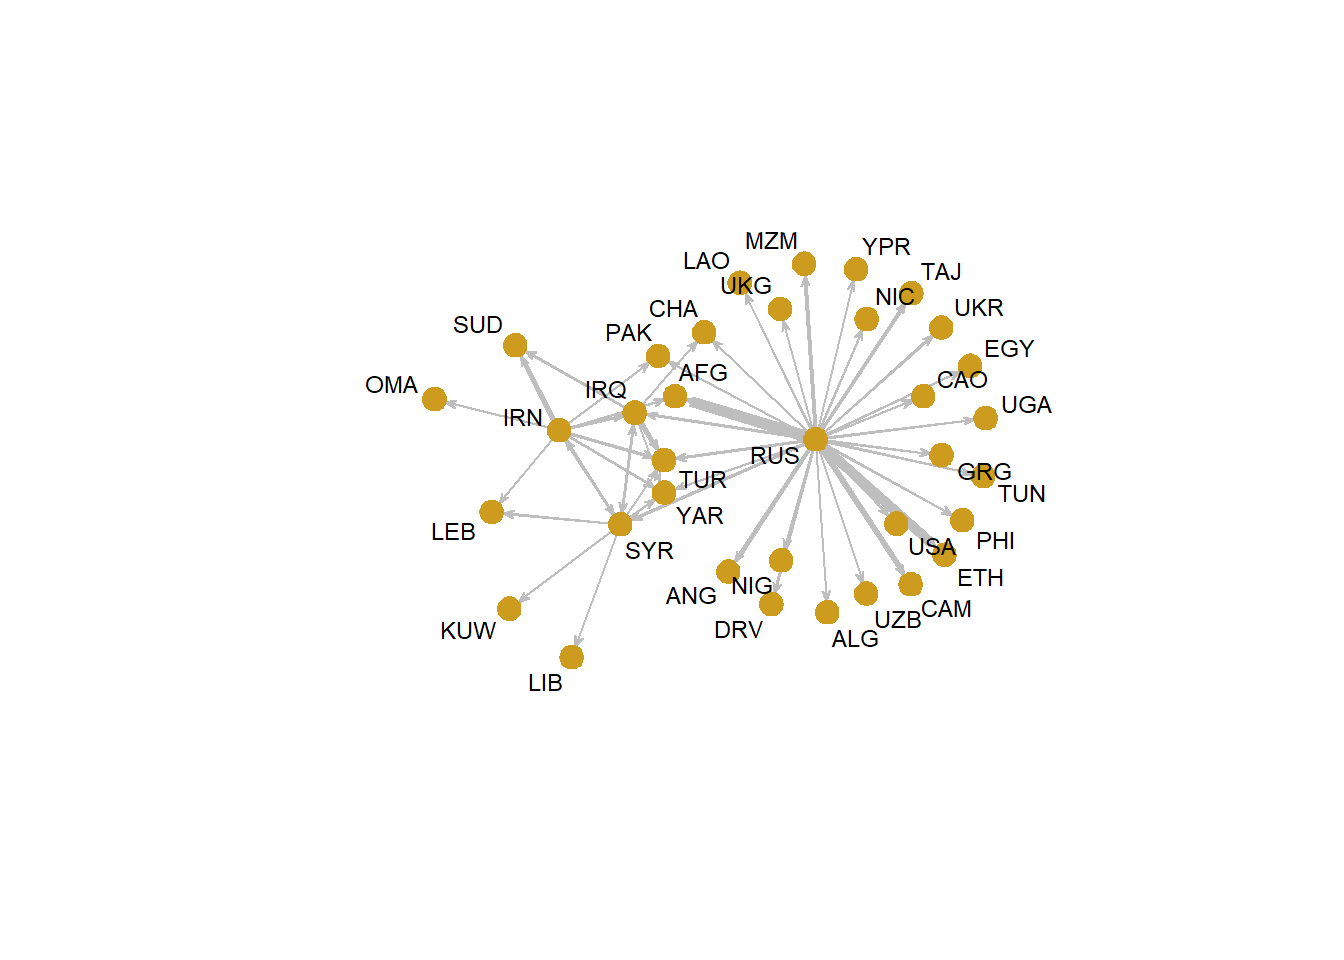 MZM
YPR
LAO
TAJ
UKG
NIC
CHA
UKR
SUD
PAK
EGY
AFG
CAO
OMA
IRQ
UGA
IRN
RUS
GRG
TUR
TUN
YAR
LEB
PHI
SYR
USA
ETH
NIG
ANG
CAM
UZB
DRV
KUW
ALG
LIB